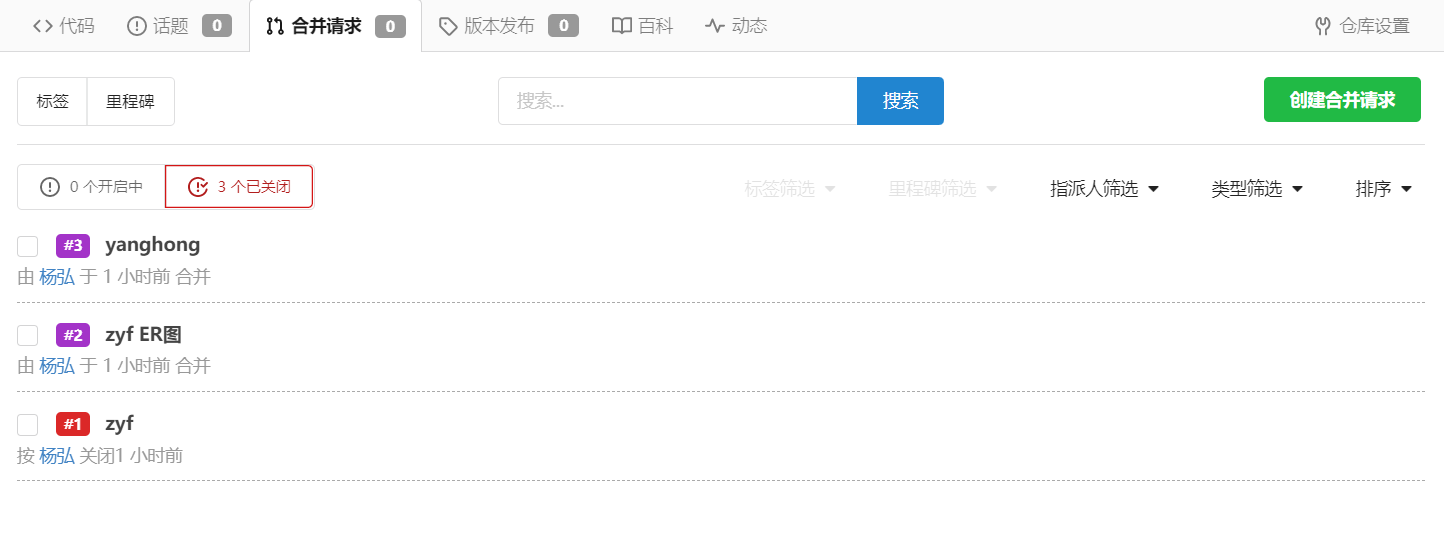 代码 话题 0 合并请求 0 版本发布 0 百科 动态 仓库设置
标签 里程碑 搜索... 搜索 创建合并请求
0 个开启中 3 个已关闭 标签筛选 里程碑筛选 指派人筛选 类型筛选 排序
#3 yanghong
由 杨弘 于 1 小时前 合并
#2 zyf ER图
由 杨弘 于 1 小时前 合并
#1 zyf
按 杨弘 关闭1 小时前